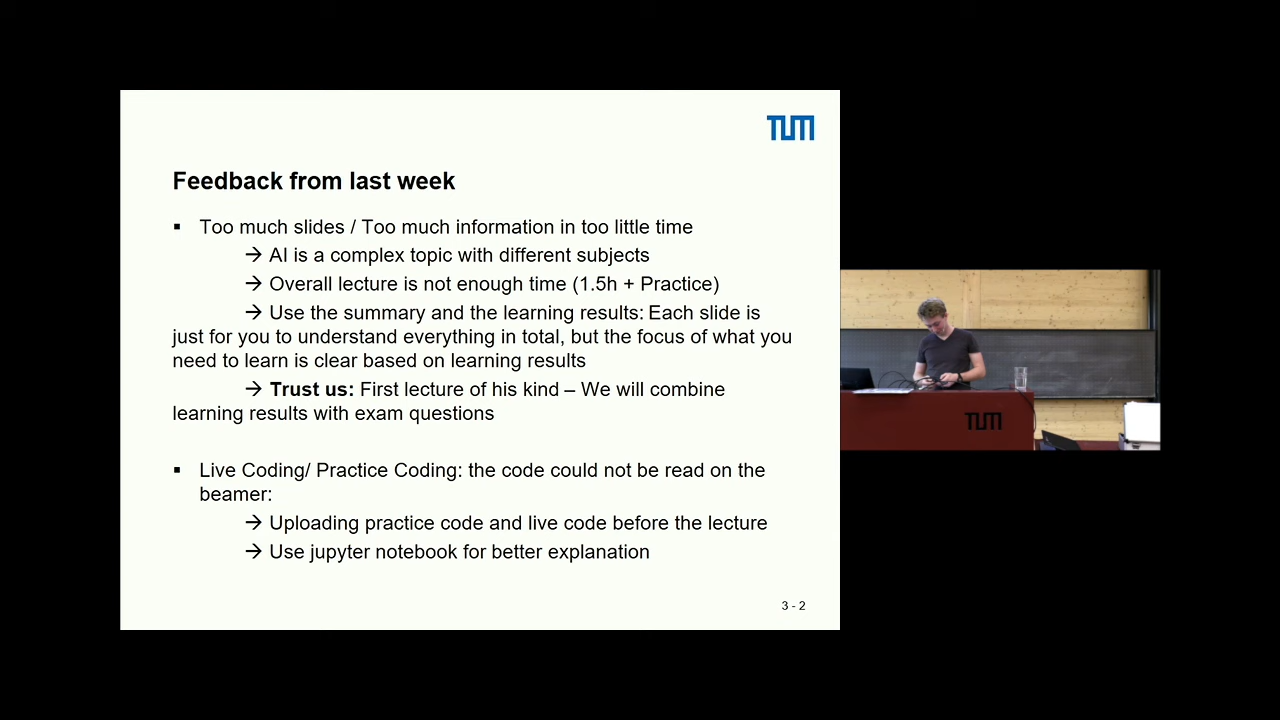 TUM
Feedback from last week
▪ Too much slides / Too much information in too little time
→ AI is a complex topic with different subjects
→ Overall lecture is not enough time (1.5h + Practice)
→ Use the summary and the learning results: Each slide is
just for you to understand everything in total, but the focus of what you
need to learn is clear based on learning results
→ Trust us: First lecture of his kind – We will combine
learning results with exam questions
▪ Live Coding/ Practice Coding: the code could not be read on the
beamer:
→ Uploading practice code and live code before the lecture
→ Use jupyter notebook for better explanation
3 - 2
TUM